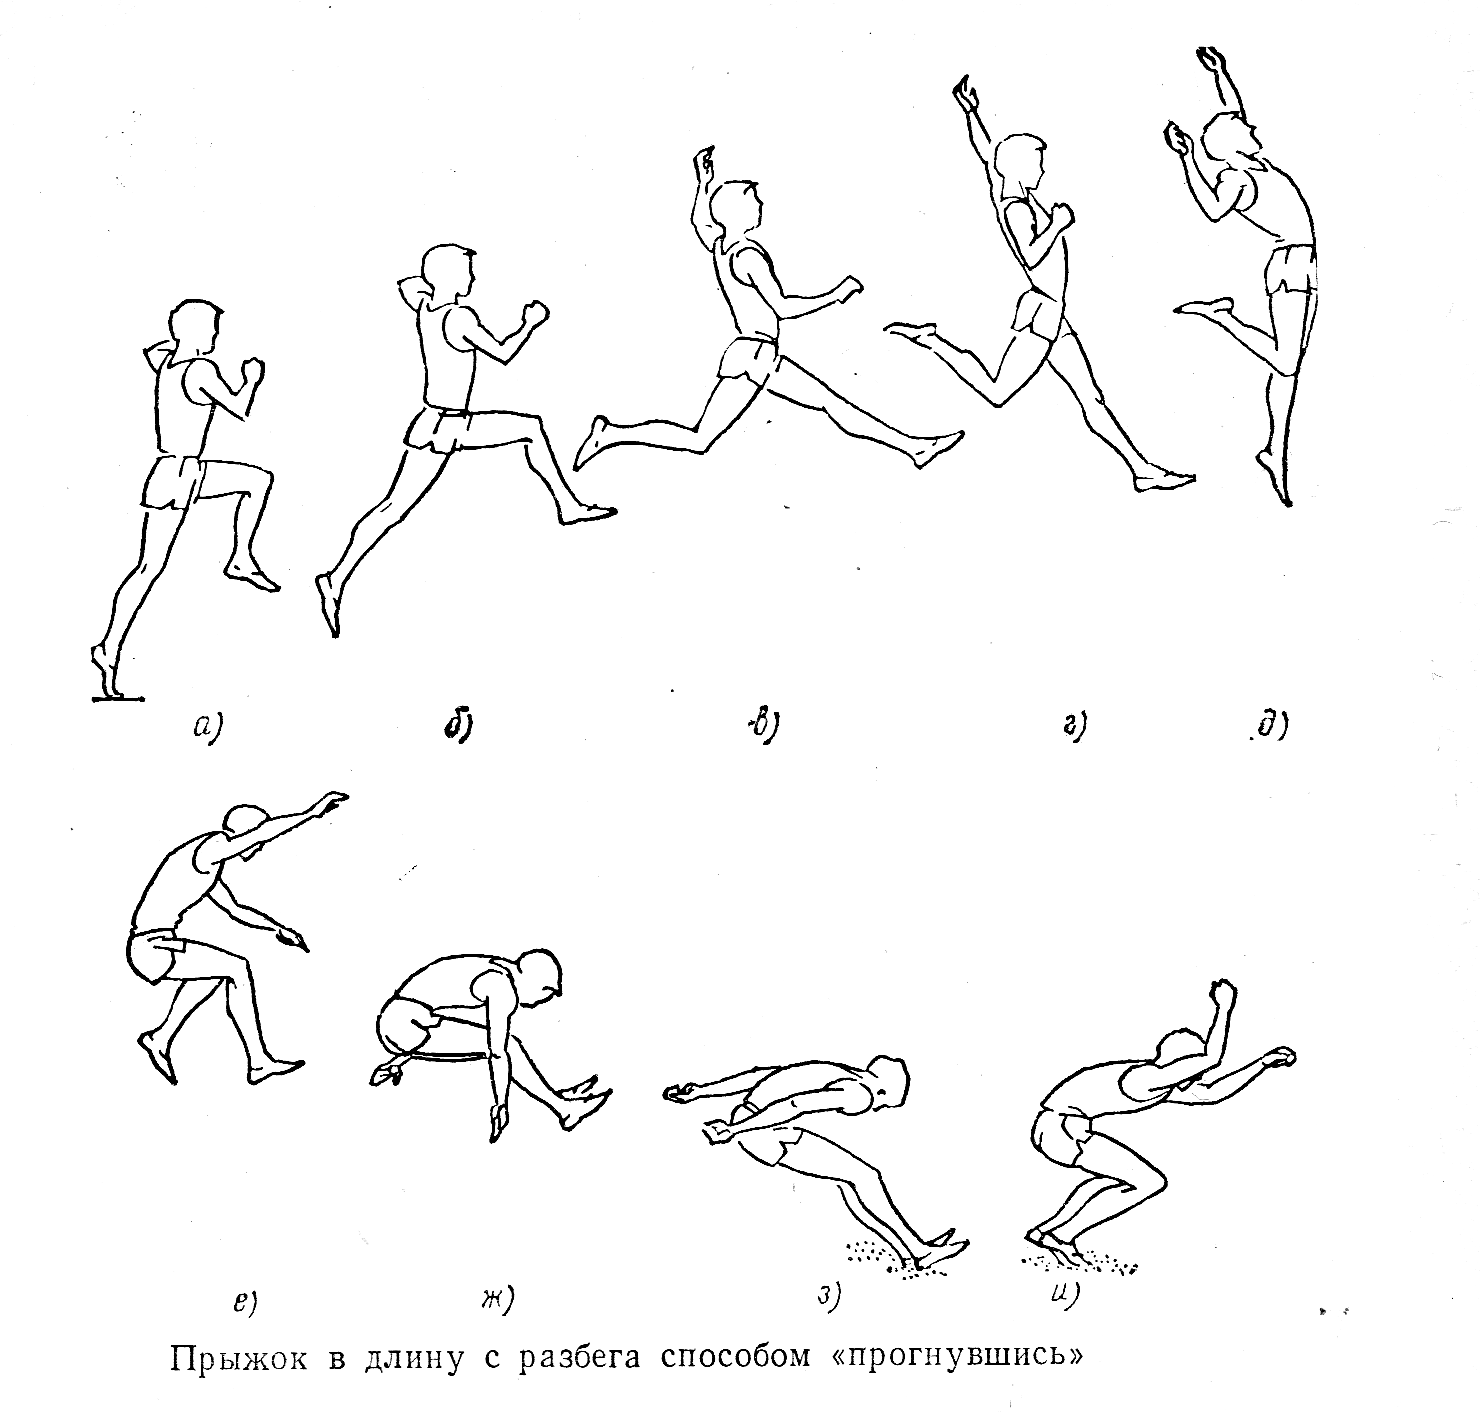 а) б) в) г) д)
е) ж) з) и)
Прыжок в длину с разбега способом «прогнувшись»